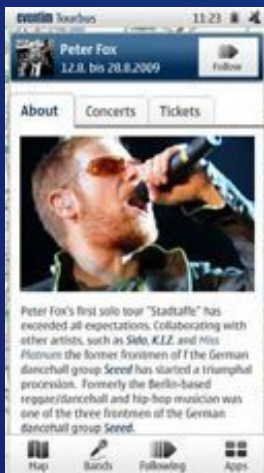 eventim Tourbus 11:23
Peter Fox
12.8. bis 28.8.2009
Follow
About Concerts Tickets
Peter Fox's first solo tour "Stadtaffe" has
exceeded all expectations. Collaborating with
other artists, such as Sido, K.I.Z. and Miss
Platnum the former frontmen of f the German
dancehall group Seeed has started a triumphal
procession. Formerly the Berlin-based
reggae/dancehall and hip-hop musician was
one of the three frontmen of the German
dancehall group Seeed.
Map Bands Following Apps